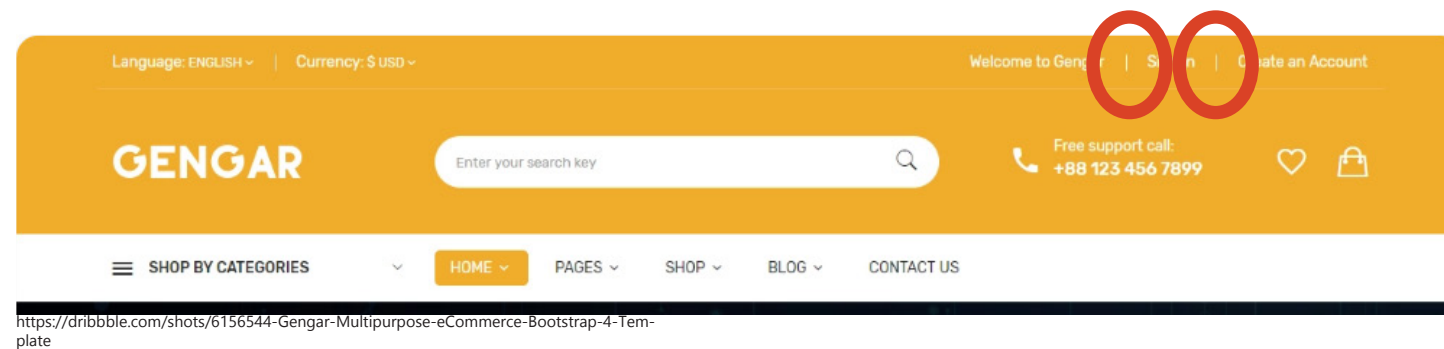 Language: ENGLISH | Currency: $ USD
Welcome to | | an Account
GENGAR
Enter your search key
Free support call:
+88 123 456 7899
SHOP BY CATEGORIES
HOME PAGES SHOP BLOG CONTACT US
https://dribbble.com/shots/6156544-Gengar-Multipurpose-eCommerce-Bootstrap-4-Tem-
plate